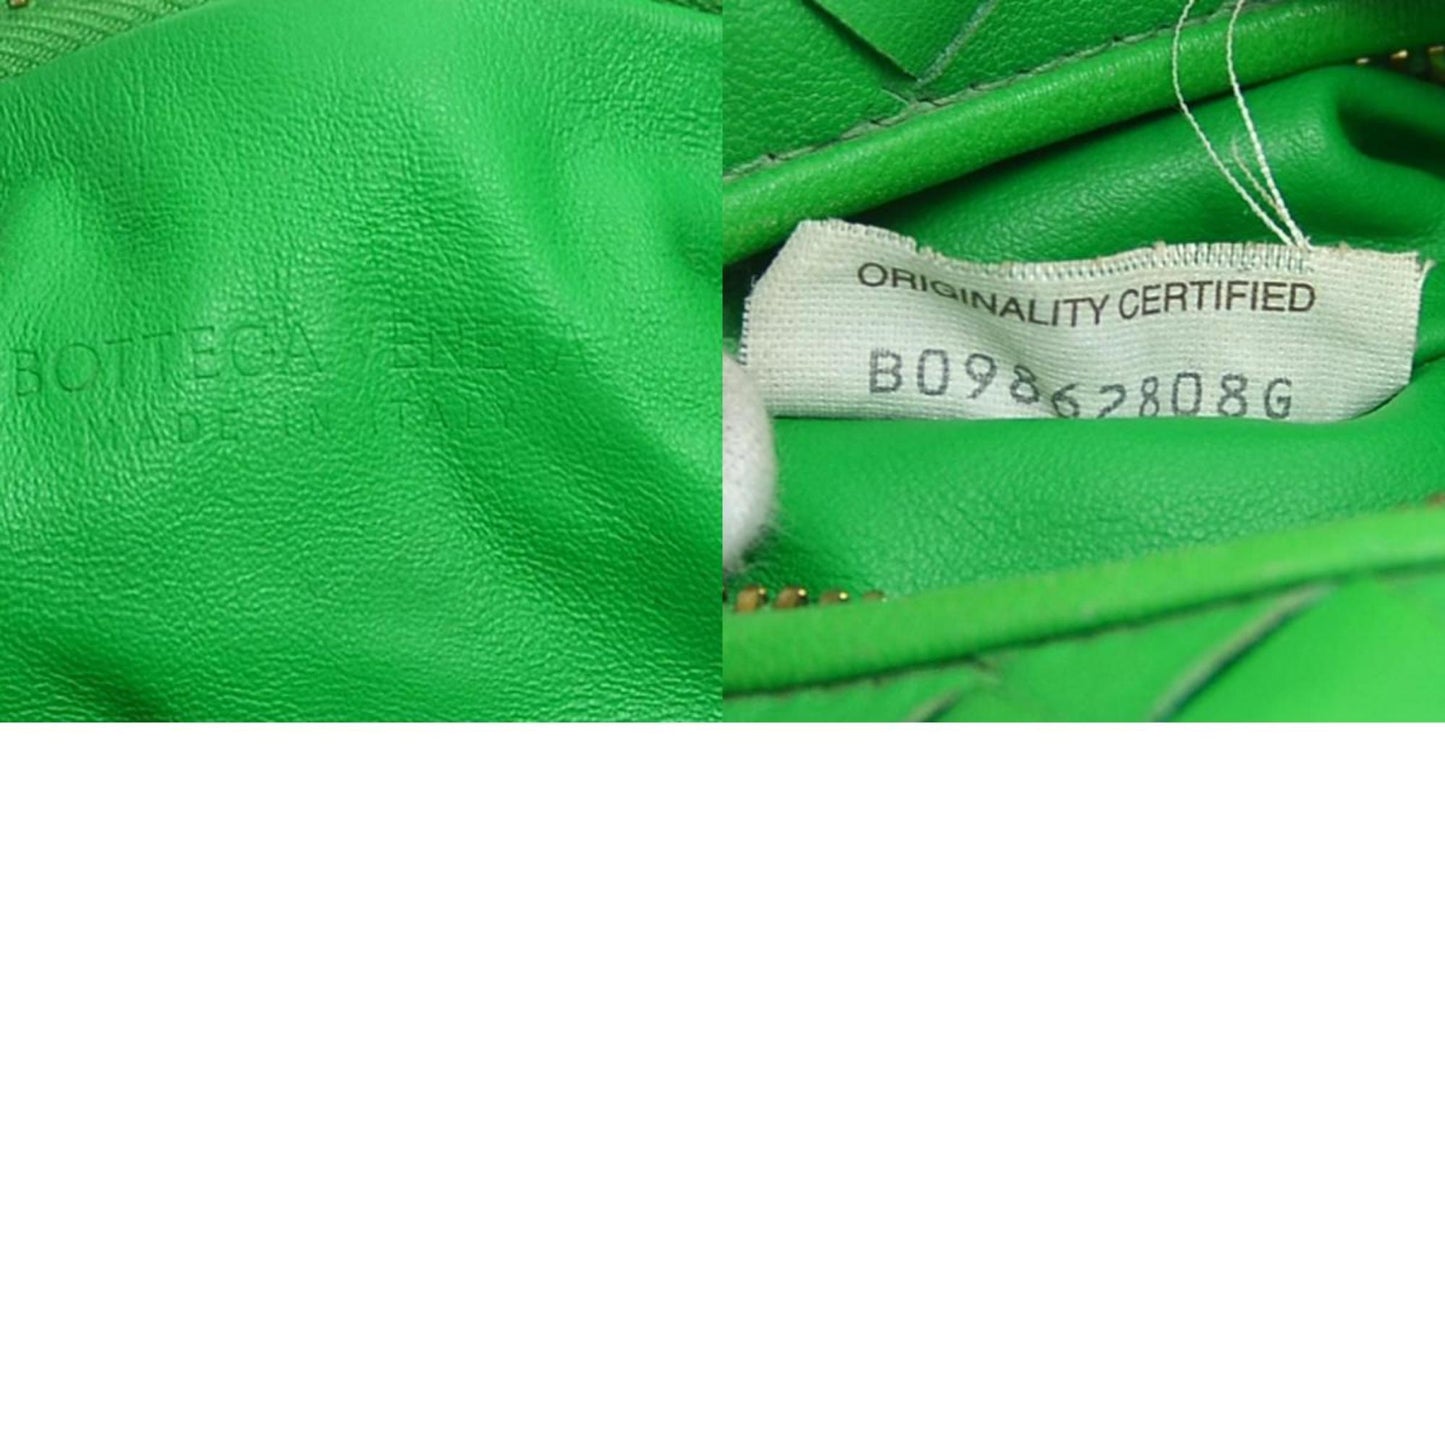 BOTTEGA VENETA
MADE IN ITALY
ORIGINALITY CERTIFIED
B09862808G